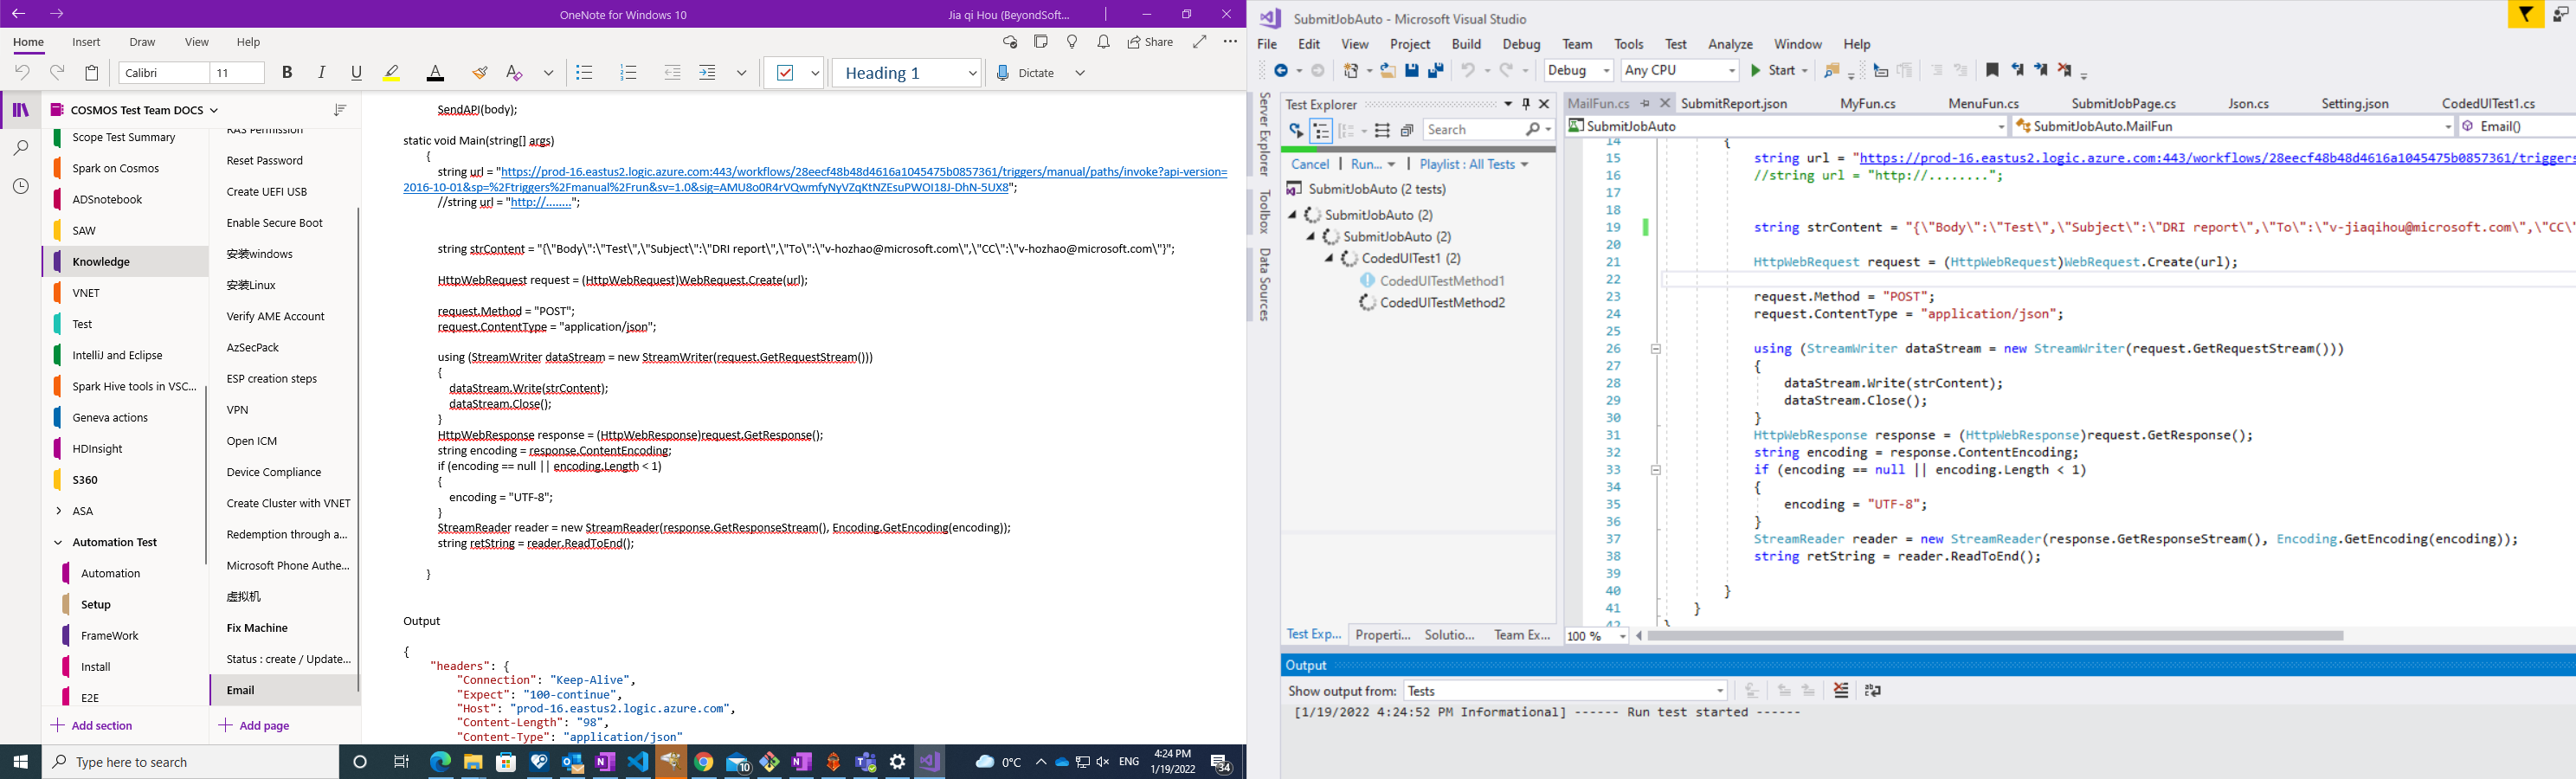 OneNote for Windows 10
Jia qi Hou (BeyondSoft...
Home Insert Draw View Help
Share
Calibri 11 B I U A A Heading 1 Dictate
COSMOS Test Team DOCS
Scope Test Summary
Spark on Cosmos
ADSnotebook
SAW
Knowledge
VNET
Test
IntelliJ and Eclipse
Spark Hive tools in VSC...
Geneva actions
HDInsight
S360
ASA
Automation Test
Automation
Setup
FrameWork
Install
E2E
Add section
RAS Permission
Reset Password
Create UEFI USB
Enable Secure Boot
安装windows
安装Linux
Verify AME Account
AzSecPack
ESP creation steps
VPN
Open ICM
Device Compliance
Create Cluster with VNET
Redemption through a...
Microsoft Phone Authe...
虚拟机
Fix Machine
Status : create / Update...
Email
Add page
SendAPI(body);
static void Main(string[] args)
{
string url = "https://prod-16.eastus2.logic.azure.com:443/workflows/28eecf48b48d4616a1045475b0857361/triggers/manual/paths/invoke?api-version=
2016-10-01&sp=%2Ftriggers%2Fmanual%2Frun&sv=1.0&sig=AMU8o0R4rVQwmfyNyVZqKtNZEsuPWOI18J-DhN-5UX8";
//string url = "http://........";
string strContent = "{\"Body\":\"Test\",\"Subject\":\"DRI report\",\"To\":\"v-hozhao@microsoft.com\",\"CC\":\"v-hozhao@microsoft.com\"}";
HttpWebRequest request = (HttpWebRequest)WebRequest.Create(url);
request.Method = "POST";
request.ContentType = "application/json";
using (StreamWriter dataStream = new StreamWriter(request.GetRequestStream()))
{
dataStream.Write(strContent);
dataStream.Close();
}
HttpWebResponse response = (HttpWebResponse)request.GetResponse();
string encoding = response.ContentEncoding;
if (encoding == null || encoding.Length < 1)
{
encoding = "UTF-8";
}
StreamReader reader = new StreamReader(response.GetResponseStream(), Encoding.GetEncoding(encoding));
string retString = reader.ReadToEnd();
}
Output
{
"headers": {
"Connection": "Keep-Alive",
"Expect": "100-continue",
"Host": "prod-16.eastus2.logic.azure.com",
"Content-Length": "98",
"Content-Type": "application/json"
Type here to search
10
0°C
ENG
4:24 PM
1/19/2022
34
SubmitJobAuto - Microsoft Visual Studio
File Edit View Project Build Debug Team Tools Test Analyze Window Help
Debug Any CPU Start
Server Explorer
Toolbox
Data Sources
Test Explorer
Search
Cancel | Run... | Playlist : All Tests
SubmitJobAuto (2 tests)
SubmitJobAuto (2)
SubmitJobAuto (2)
CodedUITest1 (2)
CodedUITestMethod1
CodedUITestMethod2
Test Exp... Properti... Solutio... Team Ex...
MailFun.cs SubmitReport.json MyFun.cs MenuFun.cs SubmitJobPage.cs Json.cs Setting.json CodedUITest1.cs
SubmitJobAuto SubmitJobAuto.MailFun Email()
14 {
15 string url = "https://prod-16.eastus2.logic.azure.com:443/workflows/28eecf48b48d4616a1045475b0857361/triggers
16 //string url = "http://........";
17
18
19 string strContent = "{\"Body\":\"Test\",\"Subject\":\"DRI report\",\"To\":\"v-jiaqihou@microsoft.com\",\"CC\"
20
21 HttpWebRequest request = (HttpWebRequest)WebRequest.Create(url);
22
23 request.Method = "POST";
24 request.ContentType = "application/json";
25
26 using (StreamWriter dataStream = new StreamWriter(request.GetRequestStream()))
27 {
28 dataStream.Write(strContent);
29 dataStream.Close();
30 }
31 HttpWebResponse response = (HttpWebResponse)request.GetResponse();
32 string encoding = response.ContentEncoding;
33 if (encoding == null || encoding.Length < 1)
34 {
35 encoding = "UTF-8";
36 }
37 StreamReader reader = new StreamReader(response.GetResponseStream(), Encoding.GetEncoding(encoding));
38 string retString = reader.ReadToEnd();
39
40 }
41 }
42 }
100 %
Output
Show output from: Tests
[1/19/2022 4:24:52 PM Informational] ------ Run test started ------